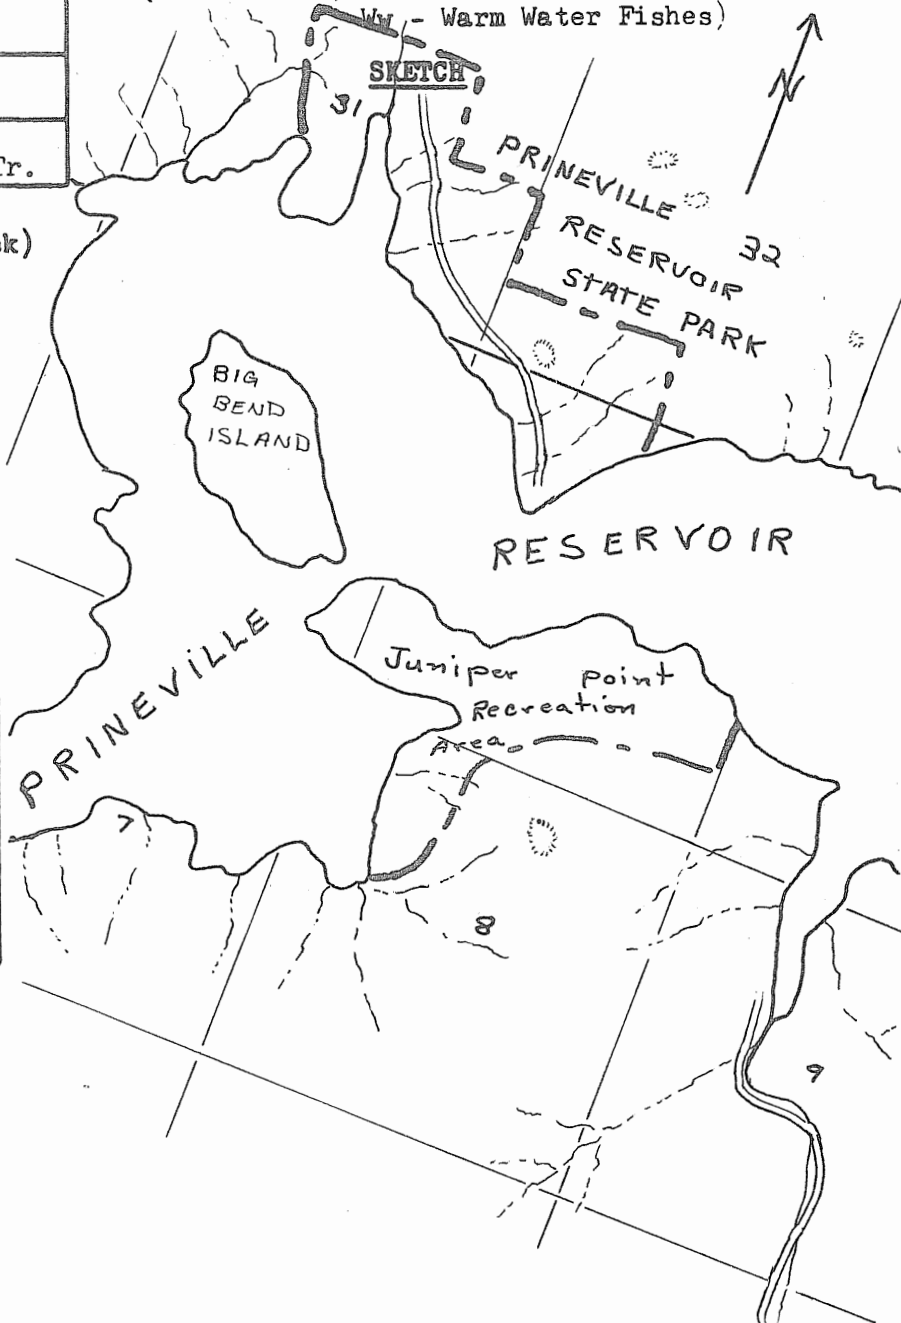 Ww - Warm Water Fishes)
SKETCH
N
31
Tr.
k)
PRINEVILLE
RESERVOIR
STATE PARK
32
BIG
BEND
ISLAND
RESERVOIR
PRINEVILLE
Juniper point
Recreation
Area
7
8
9